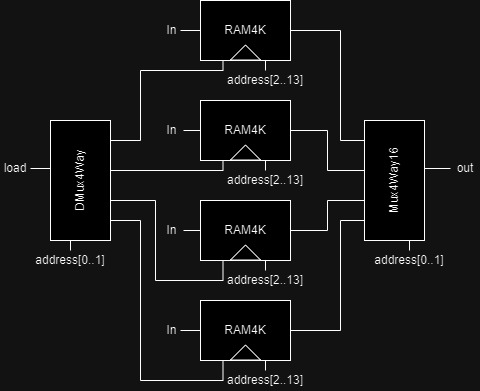 In
RAM4K
address[2..13]
In
RAM4K
address[2..13]
load
DMux4Way
Mux4Way16
out
In
RAM4K
address[0..1]
address[0..1]
address[2..13]
In
RAM4K
address[2..13]